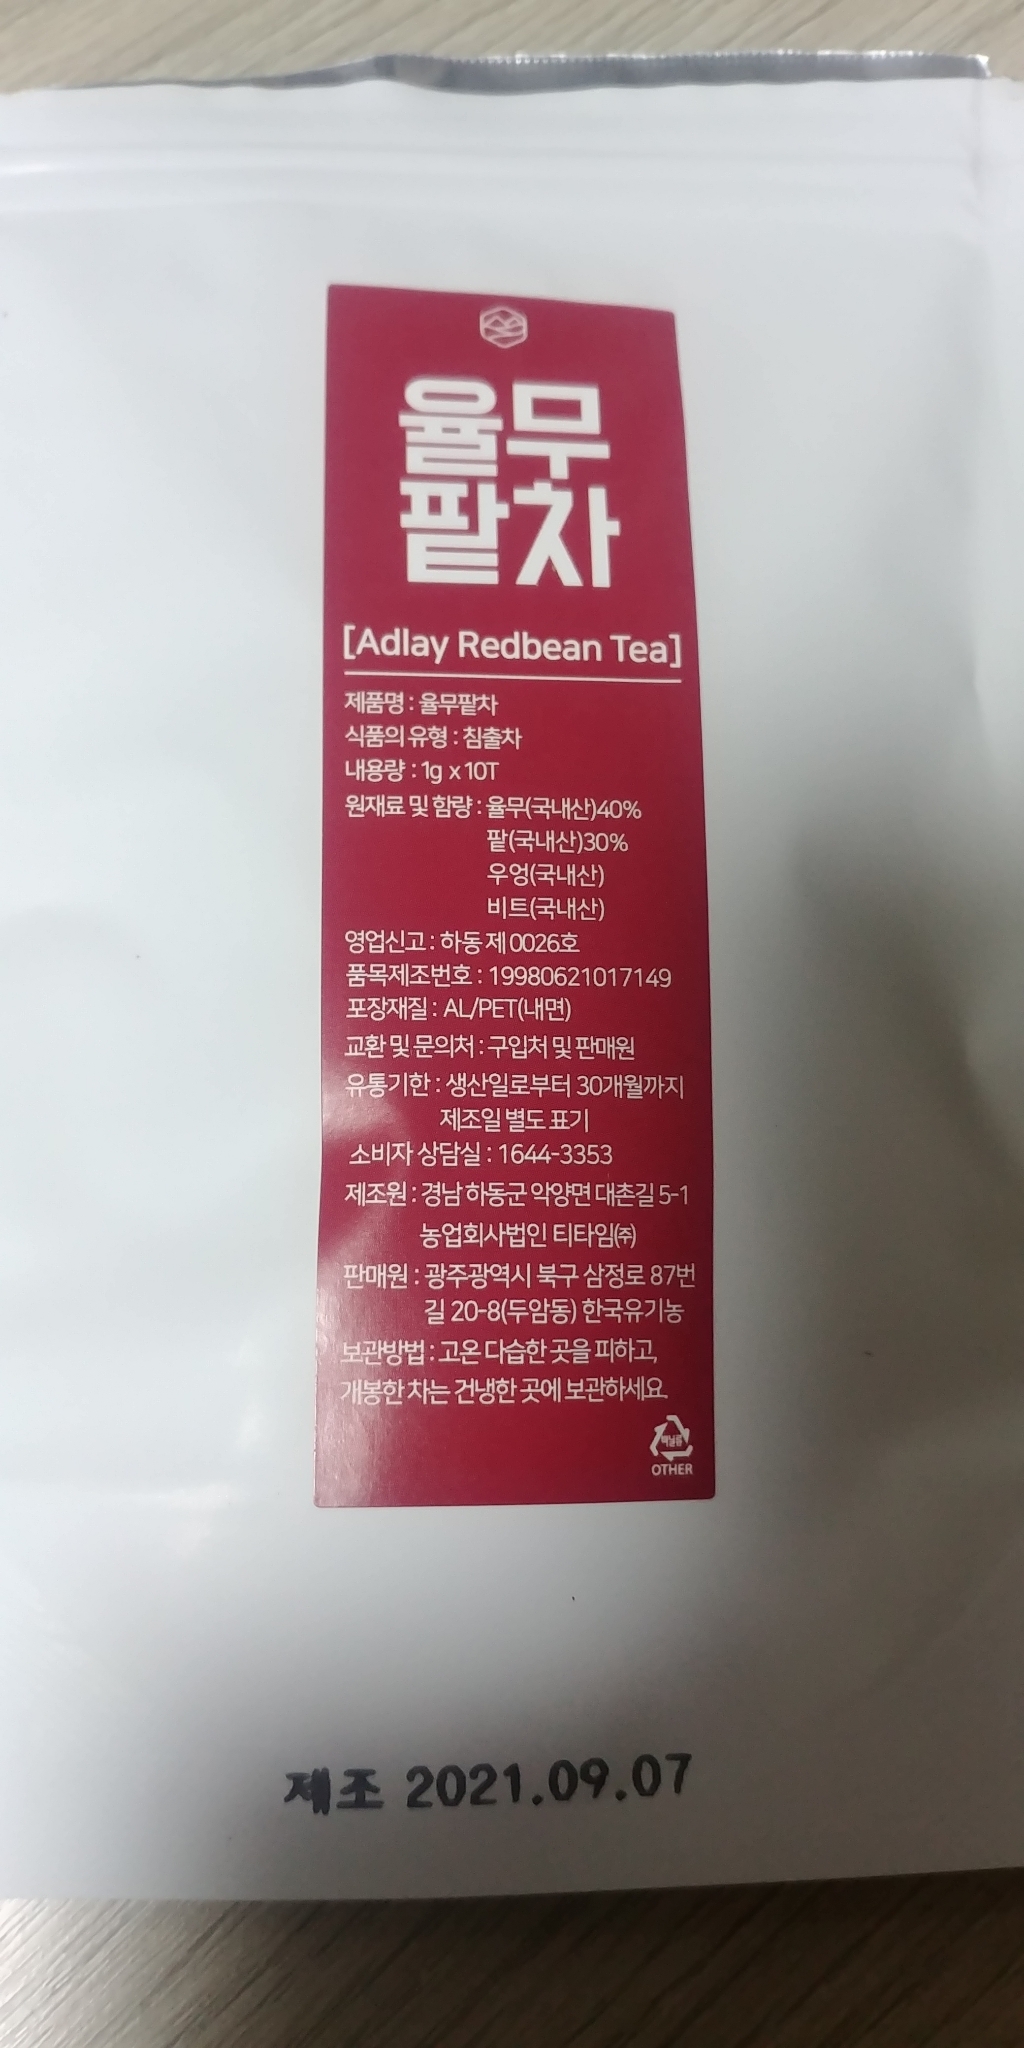 율무
팥차
[Adlay Redbean Tea]
제품명 : 율무팥차
식품의 유형 : 침출차
내용량 : 1g x 10T
원재료 및 함량 : 율무(국내산)40%
팥(국내산)30%
우엉(국내산)
비트(국내산)
영업신고 : 하동 제 0026호
품목제조번호 : 19980621017149
포장재질 : AL/PET(내면)
교환 및 문의처 : 구입처 및 판매원
유통기한 : 생산일로부터 30개월까지
제조일 별도 표기
소비자 상담실 : 1644-3353
제조원 : 경남 하동군 악양면 대촌길 5-1
농업회사법인 티타임㈜
판매원 : 광주광역시 북구 삼정로 87번
길 20-8(두암동) 한국유기농
보관방법 : 고온 다습한 곳을 피하고,
개봉한 차는 건냉한 곳에 보관하세요.
비닐류
OTHER
제조 2021.09.07